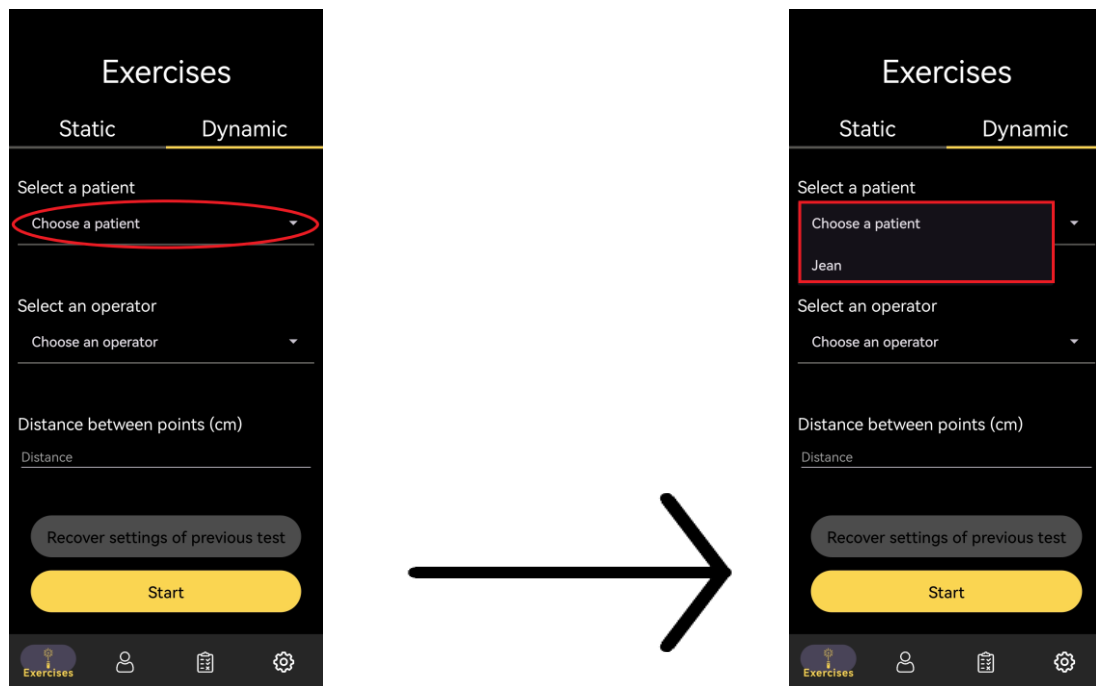 Exercises
Static Dynamic
Select a patient
Choose a patient
Select an operator
Choose an operator
Distance between points (cm)
Distance
Recover settings of previous test
Start
Exercises
Exercises
Static Dynamic
Select a patient
Choose a patient
Jean
Select an operator
Choose an operator
Distance between points (cm)
Distance
Recover settings of previous test
Start
Exercises